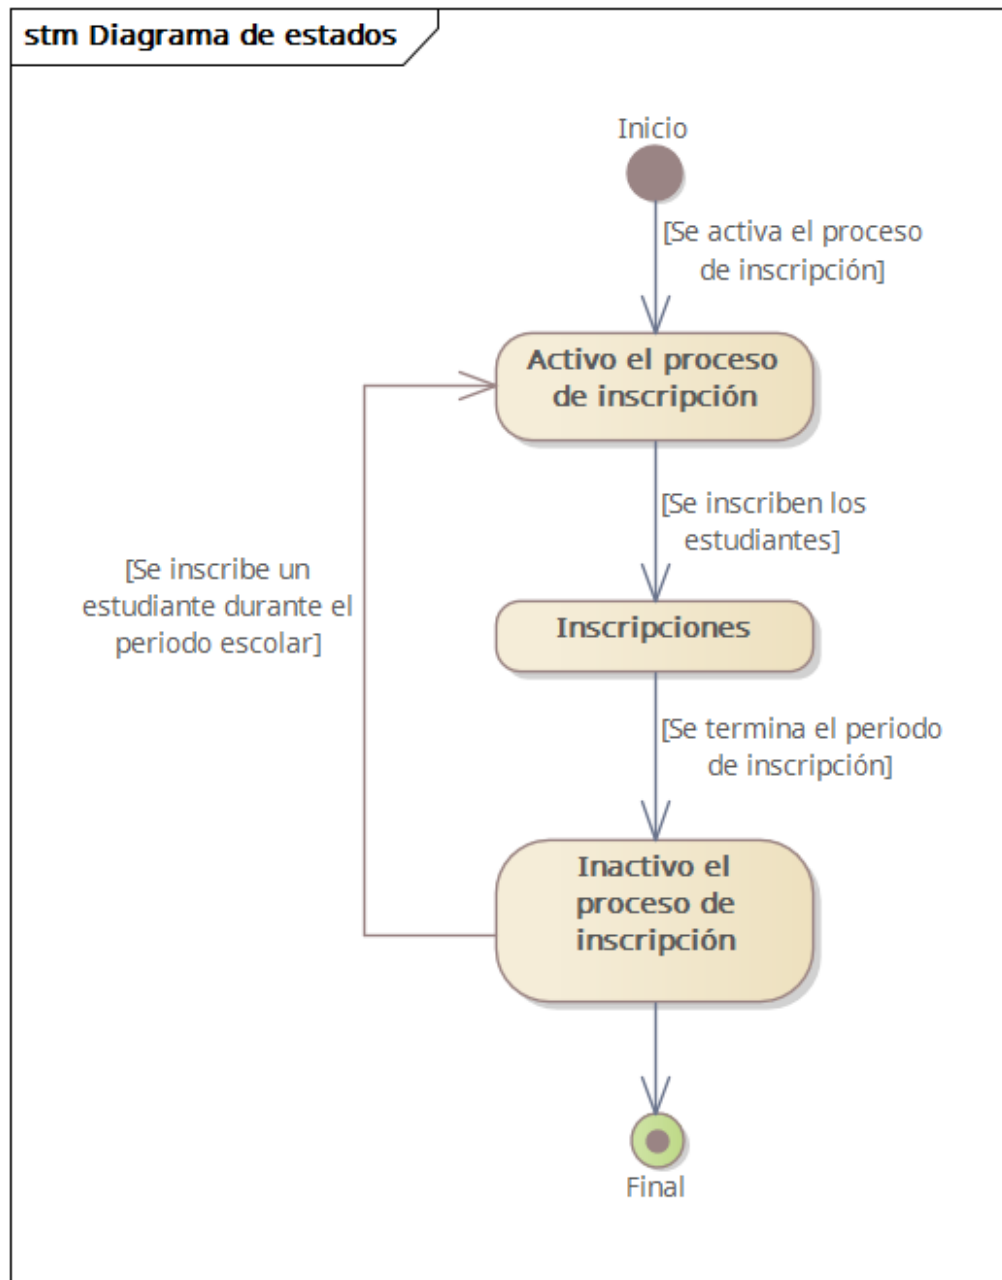 stm Diagrama de estados
Inicio
[Se activa el proceso
de inscripción]
Activo el proceso
de inscripción
[Se inscriben los
estudiantes]
[Se inscribe un
estudiante durante el
periodo escolar]
Inscripciones
[Se termina el periodo
de inscripción]
Inactivo el
proceso de
inscripción
Final